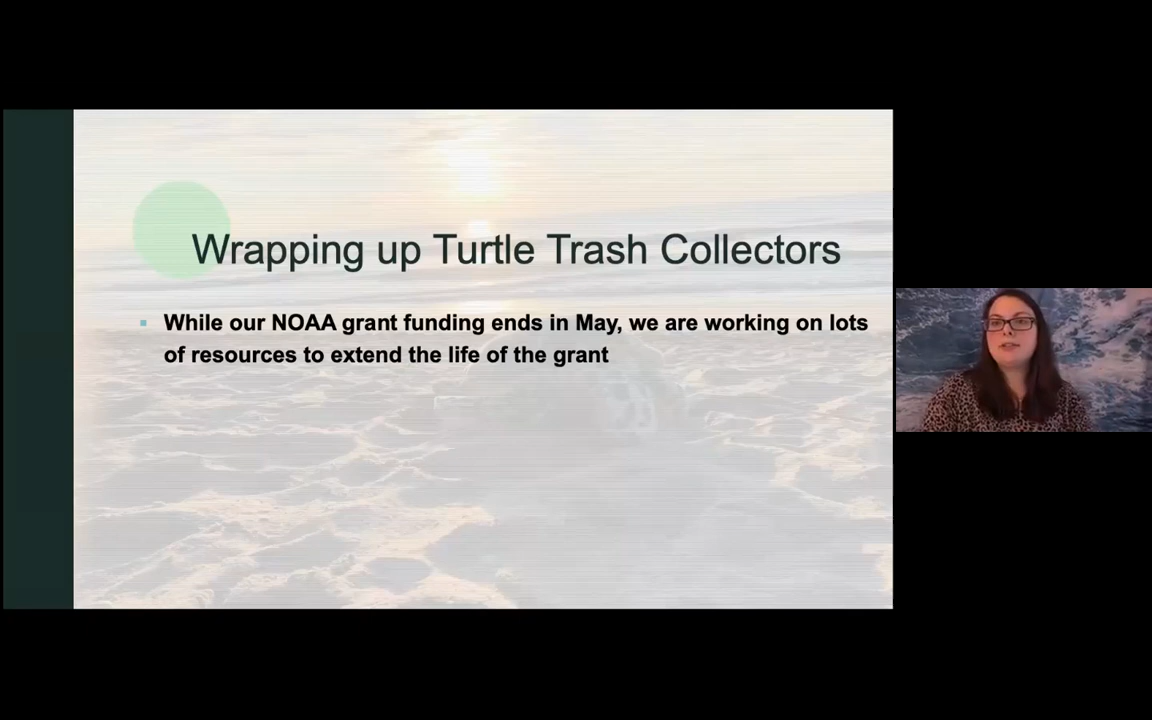 Wrapping up Turtle Trash Collectors
While our NOAA grant funding ends in May, we are working on lots
of resources to extend the life of the grant